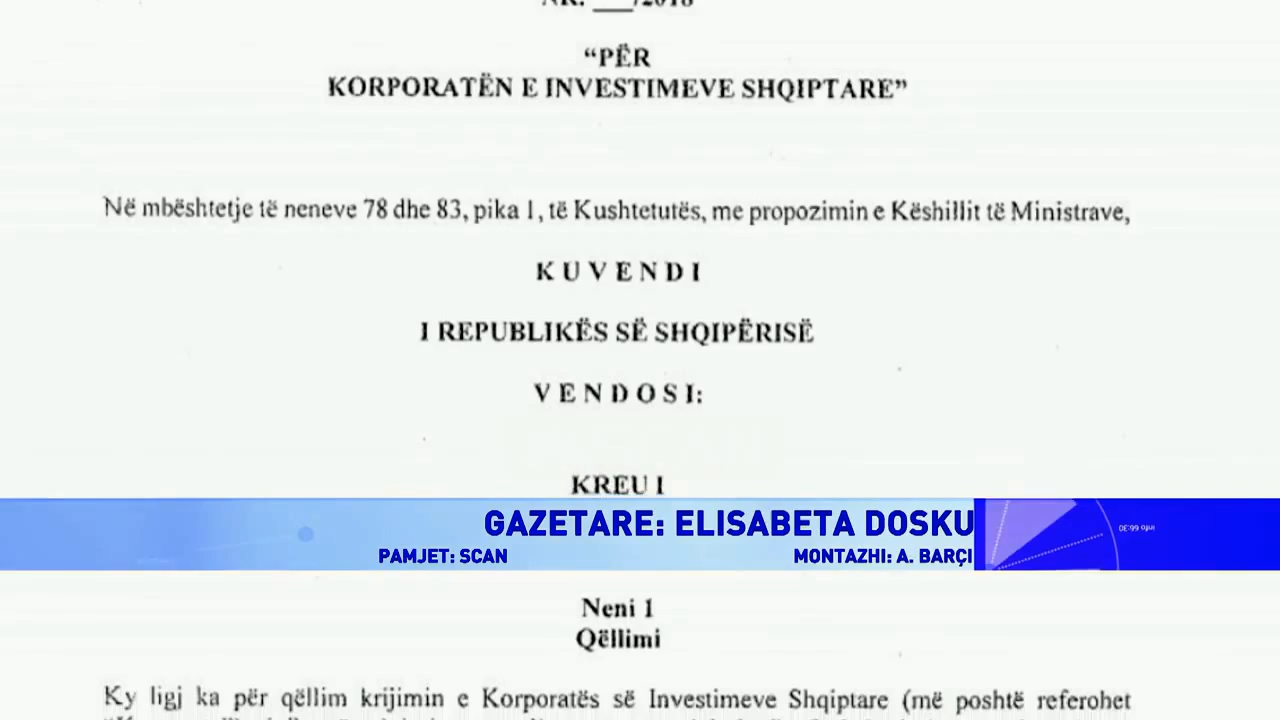 “PËR
KORPORATËN E INVESTIMEVE SHQIPTARE”
Në mbështetje të neneve 78 dhe 83, pika 1, të Kushtetutës, me propozimin e Këshillit të Ministrave,
K U V E N D I
I REPUBLIKËS SË SHQIPËRISË
V E N D O S I:
KREU I
GAZETARE: ELISABETA DOSKU
PAMJET: SCAN MONTAZHI: A. BARÇI
Neni 1
Qëllimi
Ky ligj ka për qëllim krijimin e Korporatës së Investimeve Shqiptare (më poshtë referohet